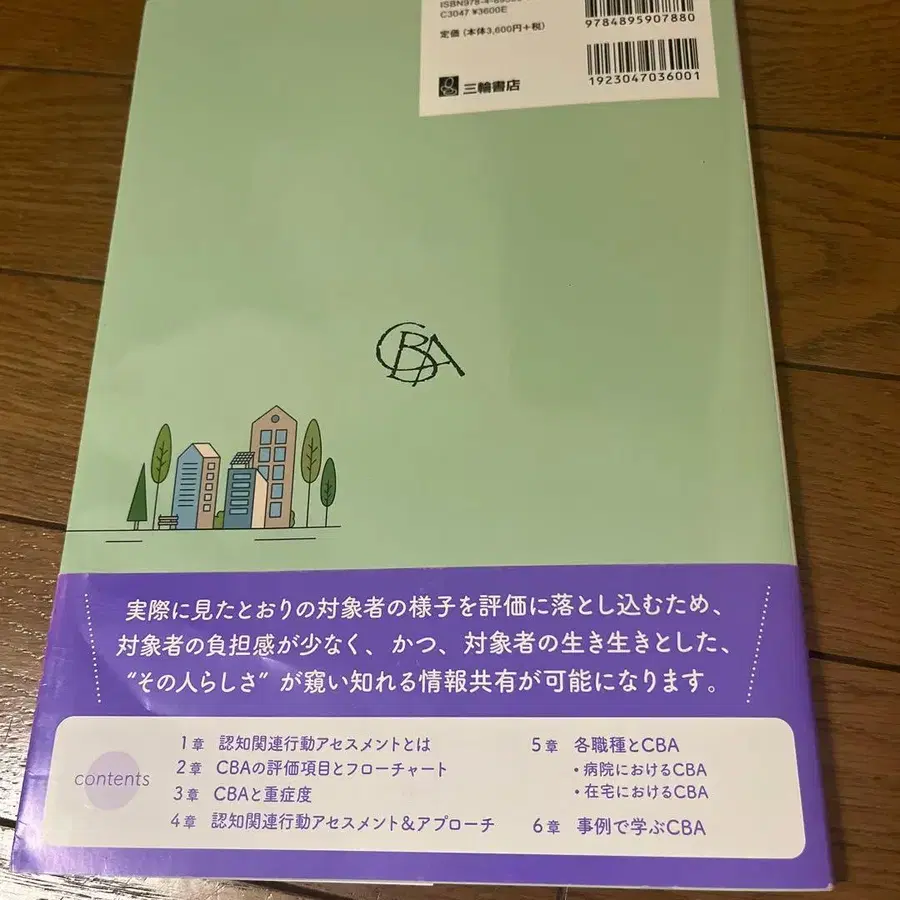 C3047 ¥3600E
定価 (本体3,600円+税)
9784895907880
1923047036001
三輪書店
CBA
実際に見たとおりの対象者の様子を評価に落とし込むため、
対象者の負担感が少なく、かつ、対象者の生き生きとした、
“その人らしさ”が窺い知れる情報共有が可能になります。
contents
1章 認知関連行動アセスメントとは
2章 CBAの評価項目とフローチャート
3章 CBAと重症度
4章 認知関連行動アセスメント&アプローチ
5章 各職種とCBA
・病院におけるCBA
・在宅におけるCBA
6章 事例で学ぶCBA